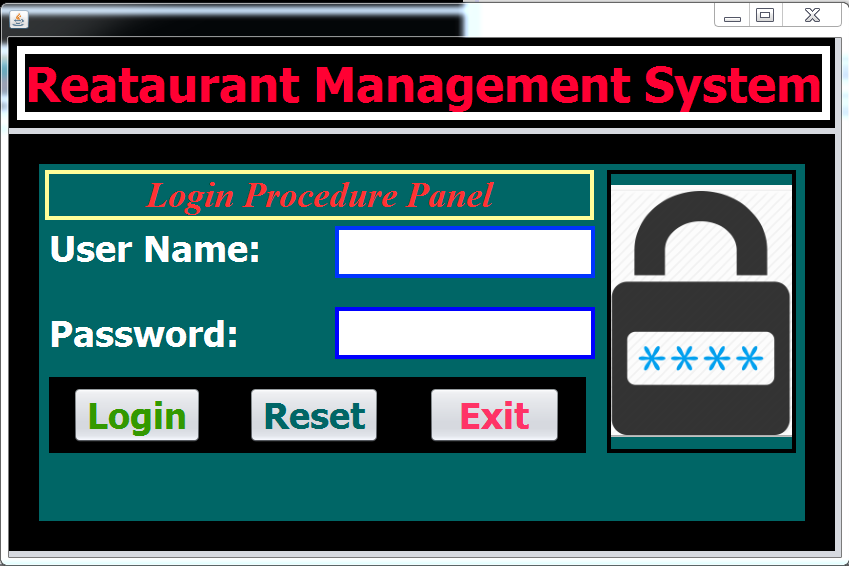 Reataurant Management System
Login Procedure Panel
User Name:
Password:
Login Reset Exit
****